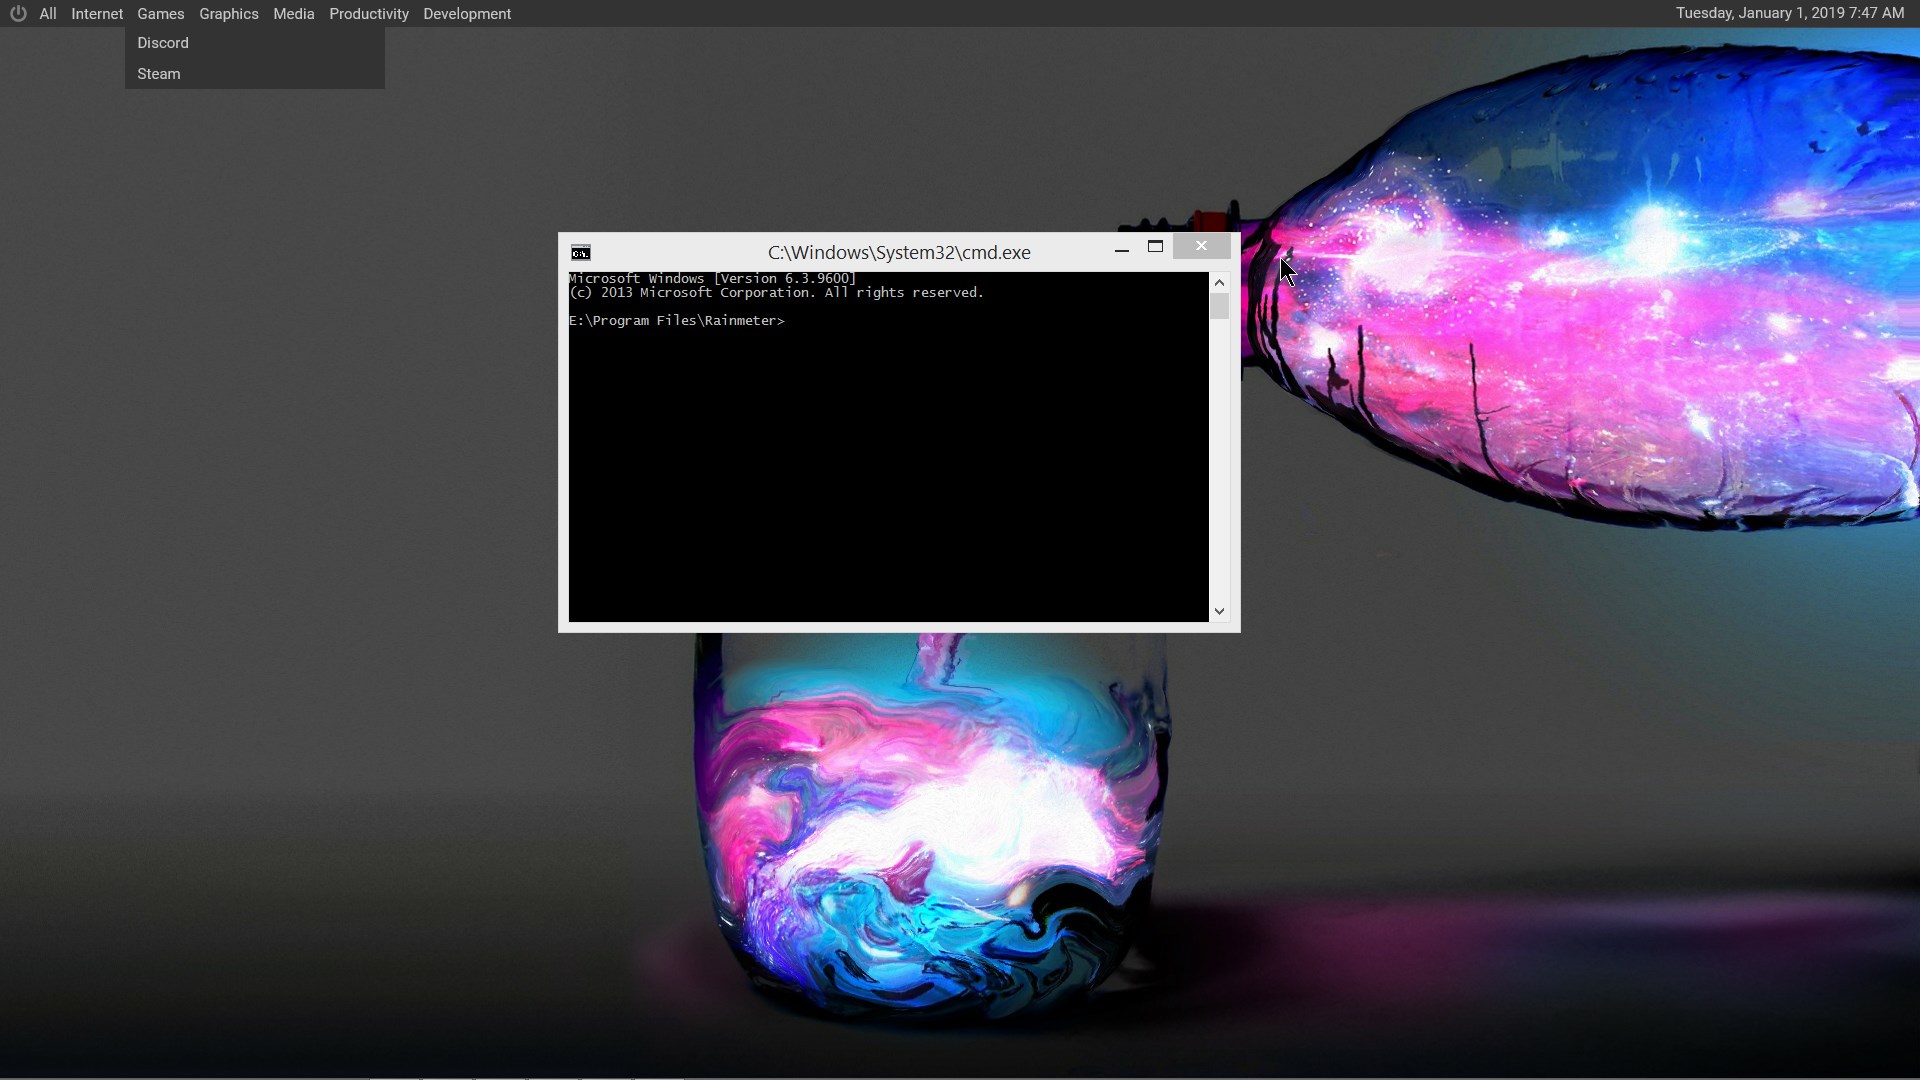 All Internet Games Graphics Media Productivity Development
Tuesday, January 1, 2019 7:47 AM
Discord
Steam
C:\Windows\System32\cmd.exe
Microsoft Windows [Version 6.3.9600]
(c) 2013 Microsoft Corporation. All rights reserved.
E:\Program Files\Rainmeter>